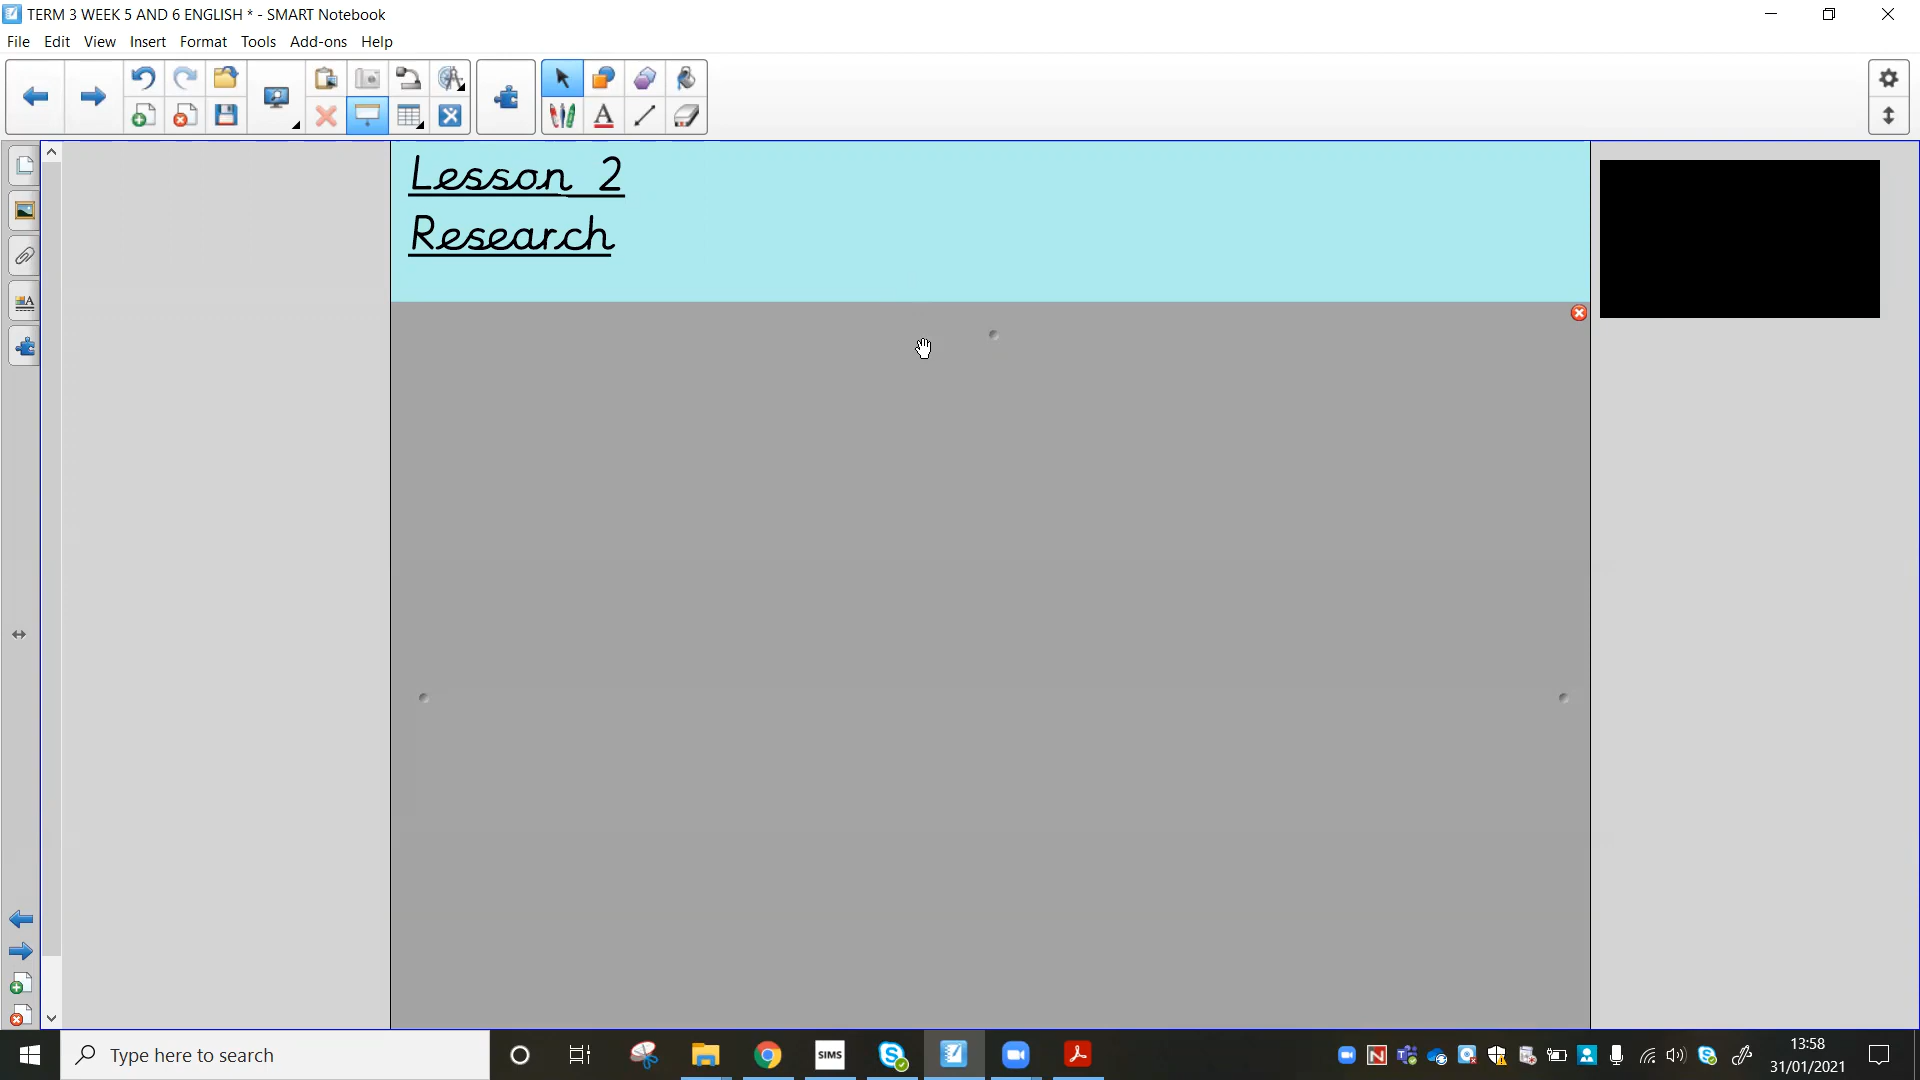 TERM 3 WEEK 5 AND 6 ENGLISH * - SMART Notebook
File Edit View Insert Format Tools Add-ons Help
Lesson 2
Research
Type here to search
SIMS
13:58
31/01/2021